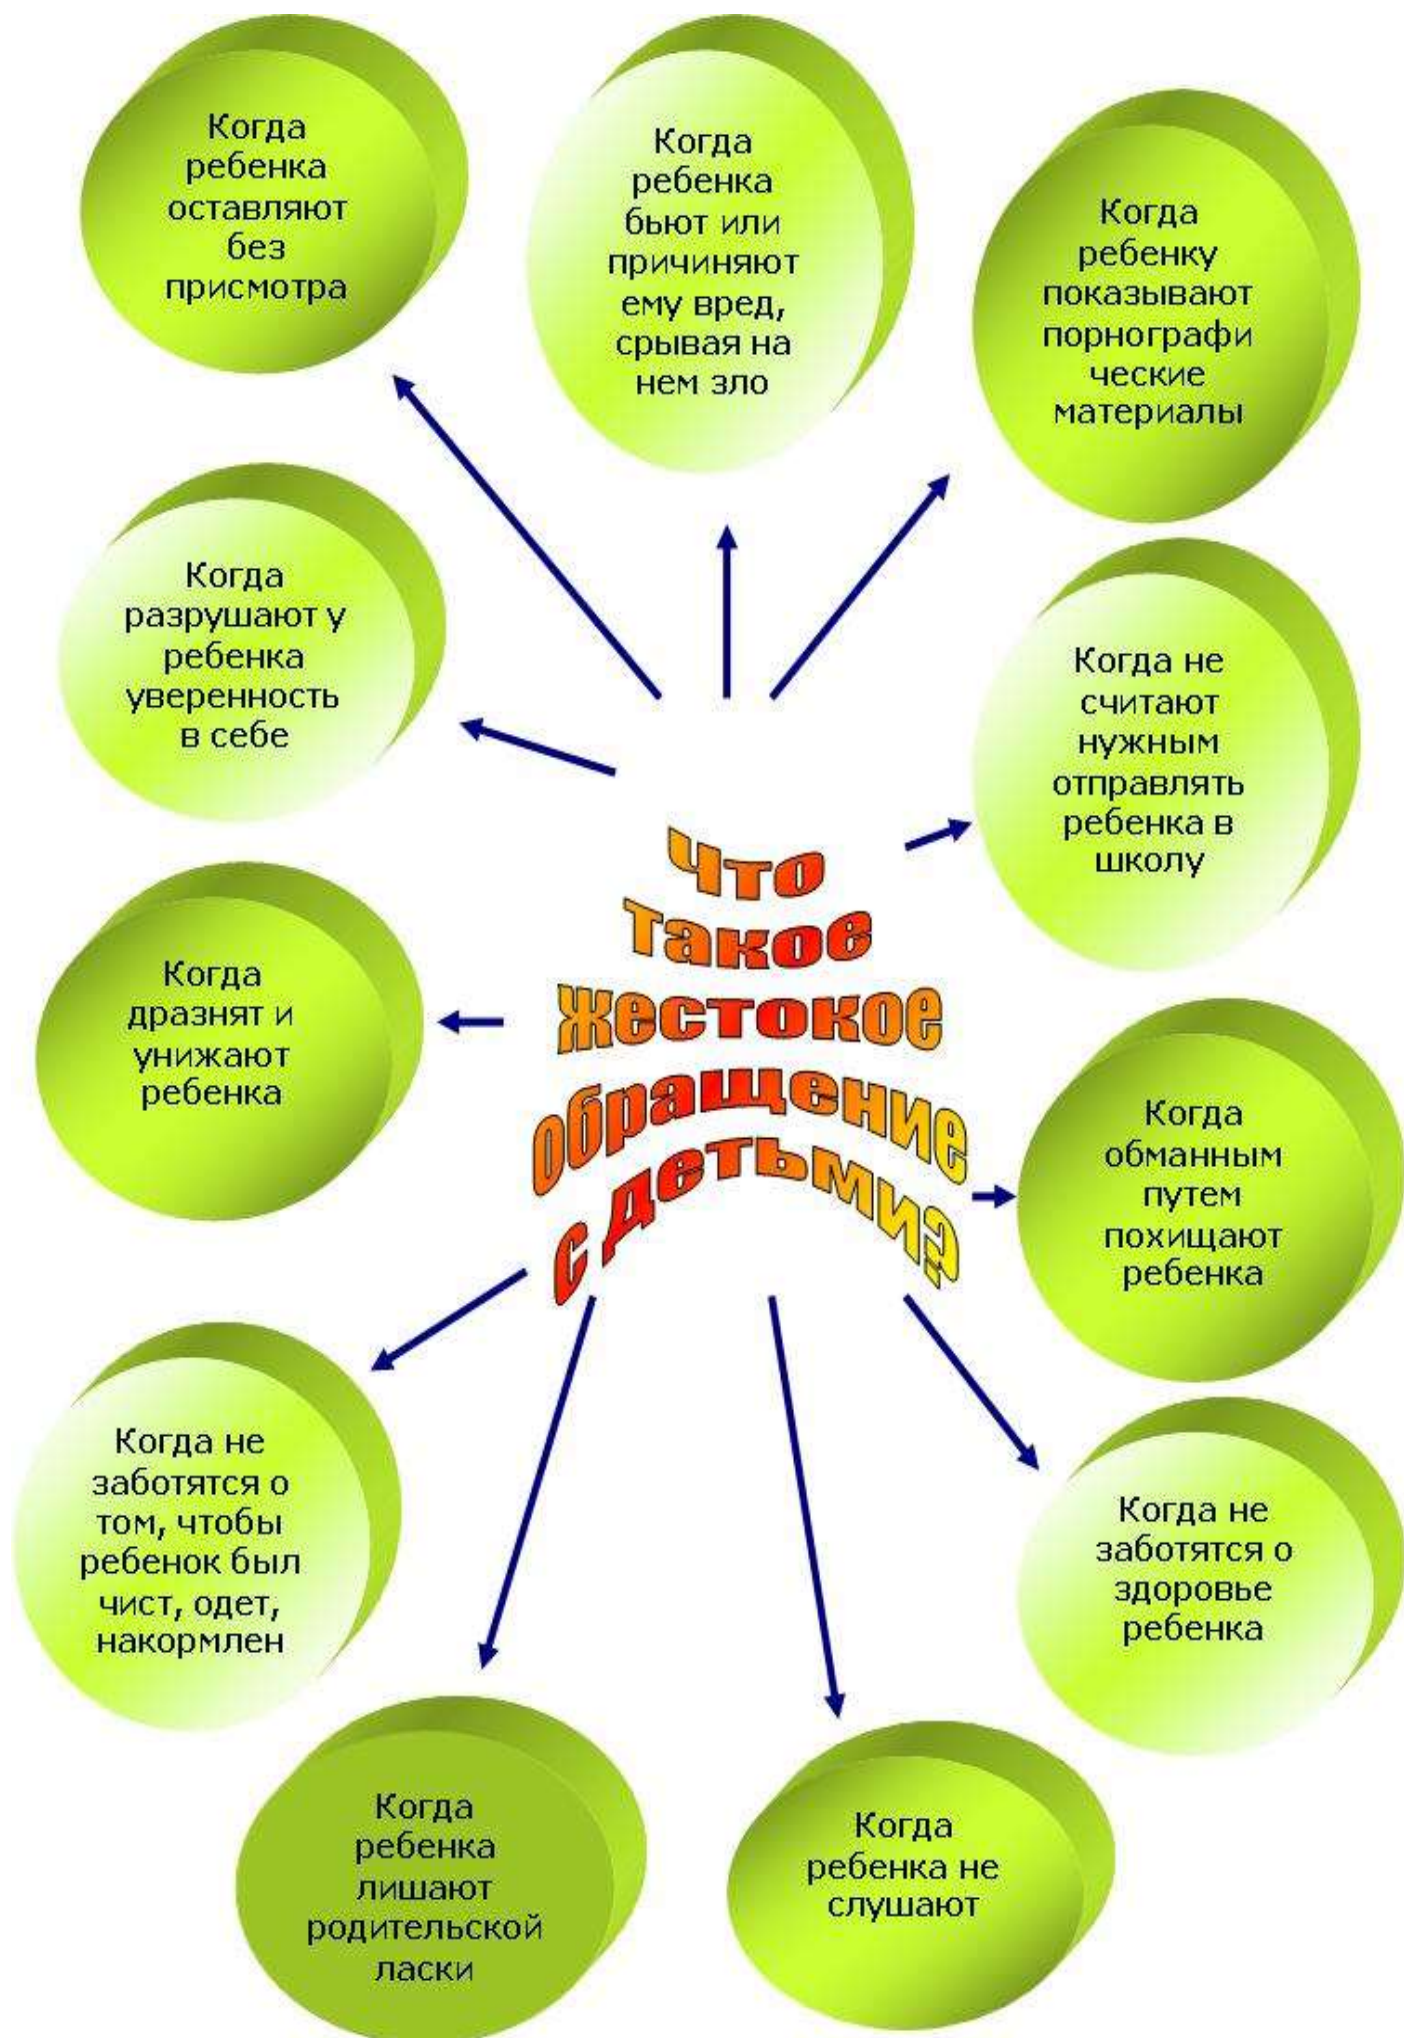 Когда
ребенка
оставляют
без
присмотра
Когда
ребенка
бьют или
причиняют
ему вред,
срывая на
нем зло
Когда
ребенку
показывают
порнографи
ческие
материалы
Когда
разрушают у
ребенка
уверенность
в себе
Когда не
считают
нужным
отправлять
ребенка в
школу
Что
такое
жестокое
обращение
с детьми?
Когда
дразнят и
унижают
ребенка
Когда
обманным
путем
похищают
ребенка
Когда не
заботятся о
том, чтобы
ребенок был
чист, одет,
накормлен
Когда не
заботятся о
здоровье
ребенка
Когда
ребенка
лишают
родительской
ласки
Когда
ребенка не
слушают